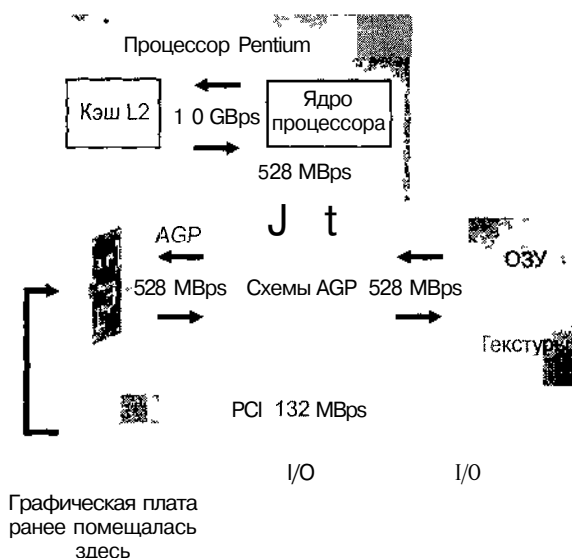 Процессор Pentium
Кэш L2
1 0 GBps
Ядро
процессора
528 MBps
J t
AGP
ОЗУ
528 MBps
Схемы AGP
528 MBps
Гекстуры
PCI 132 MBps
I/O
I/0
Графическая плата
ранее помещалась
здесь